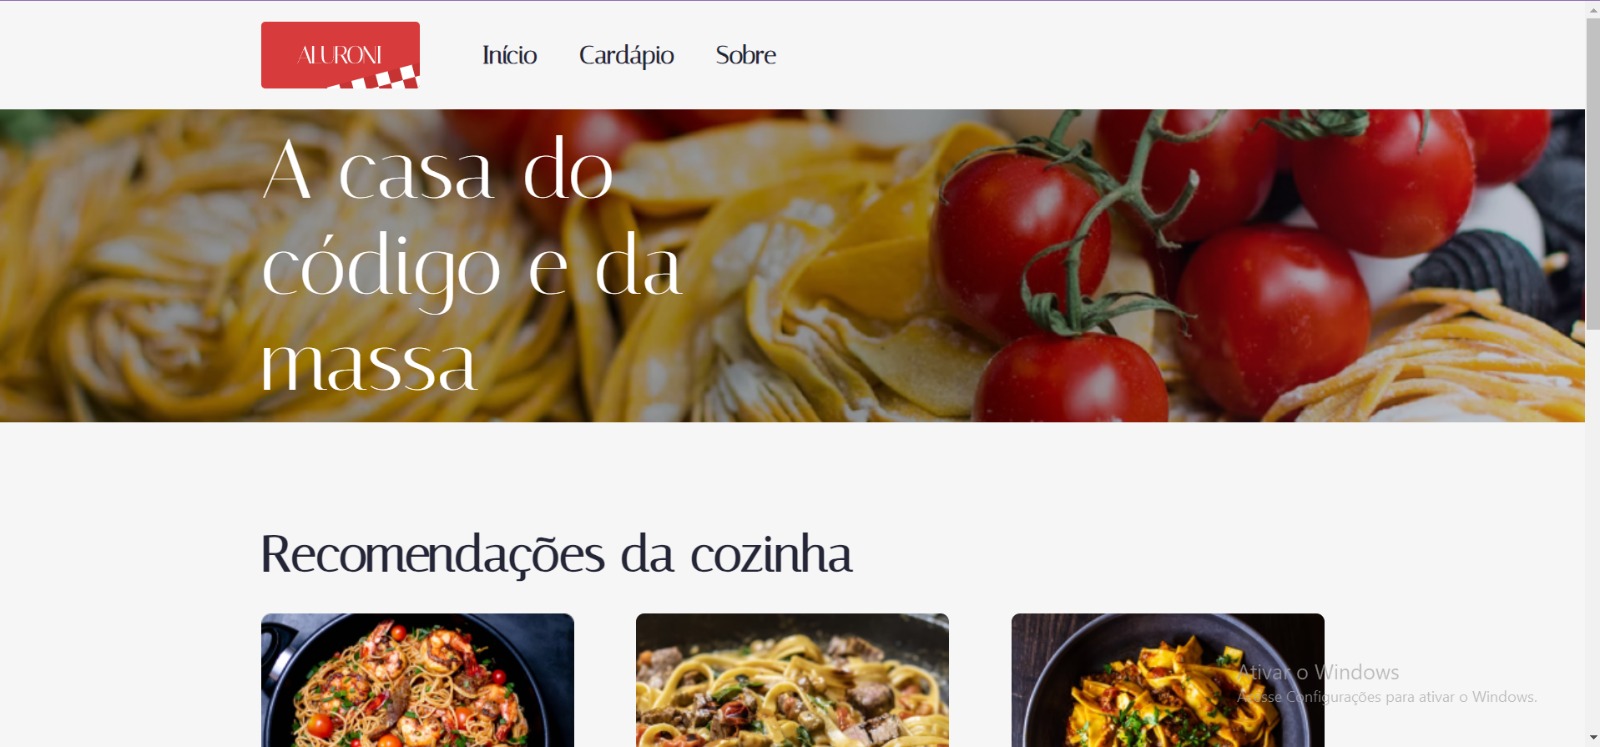 ALURONI
Início Cardápio Sobre
A casa do
código e da
massa
Recomendações da cozinha
Ativar o Windows
Acesse Configurações para ativar o Windows.